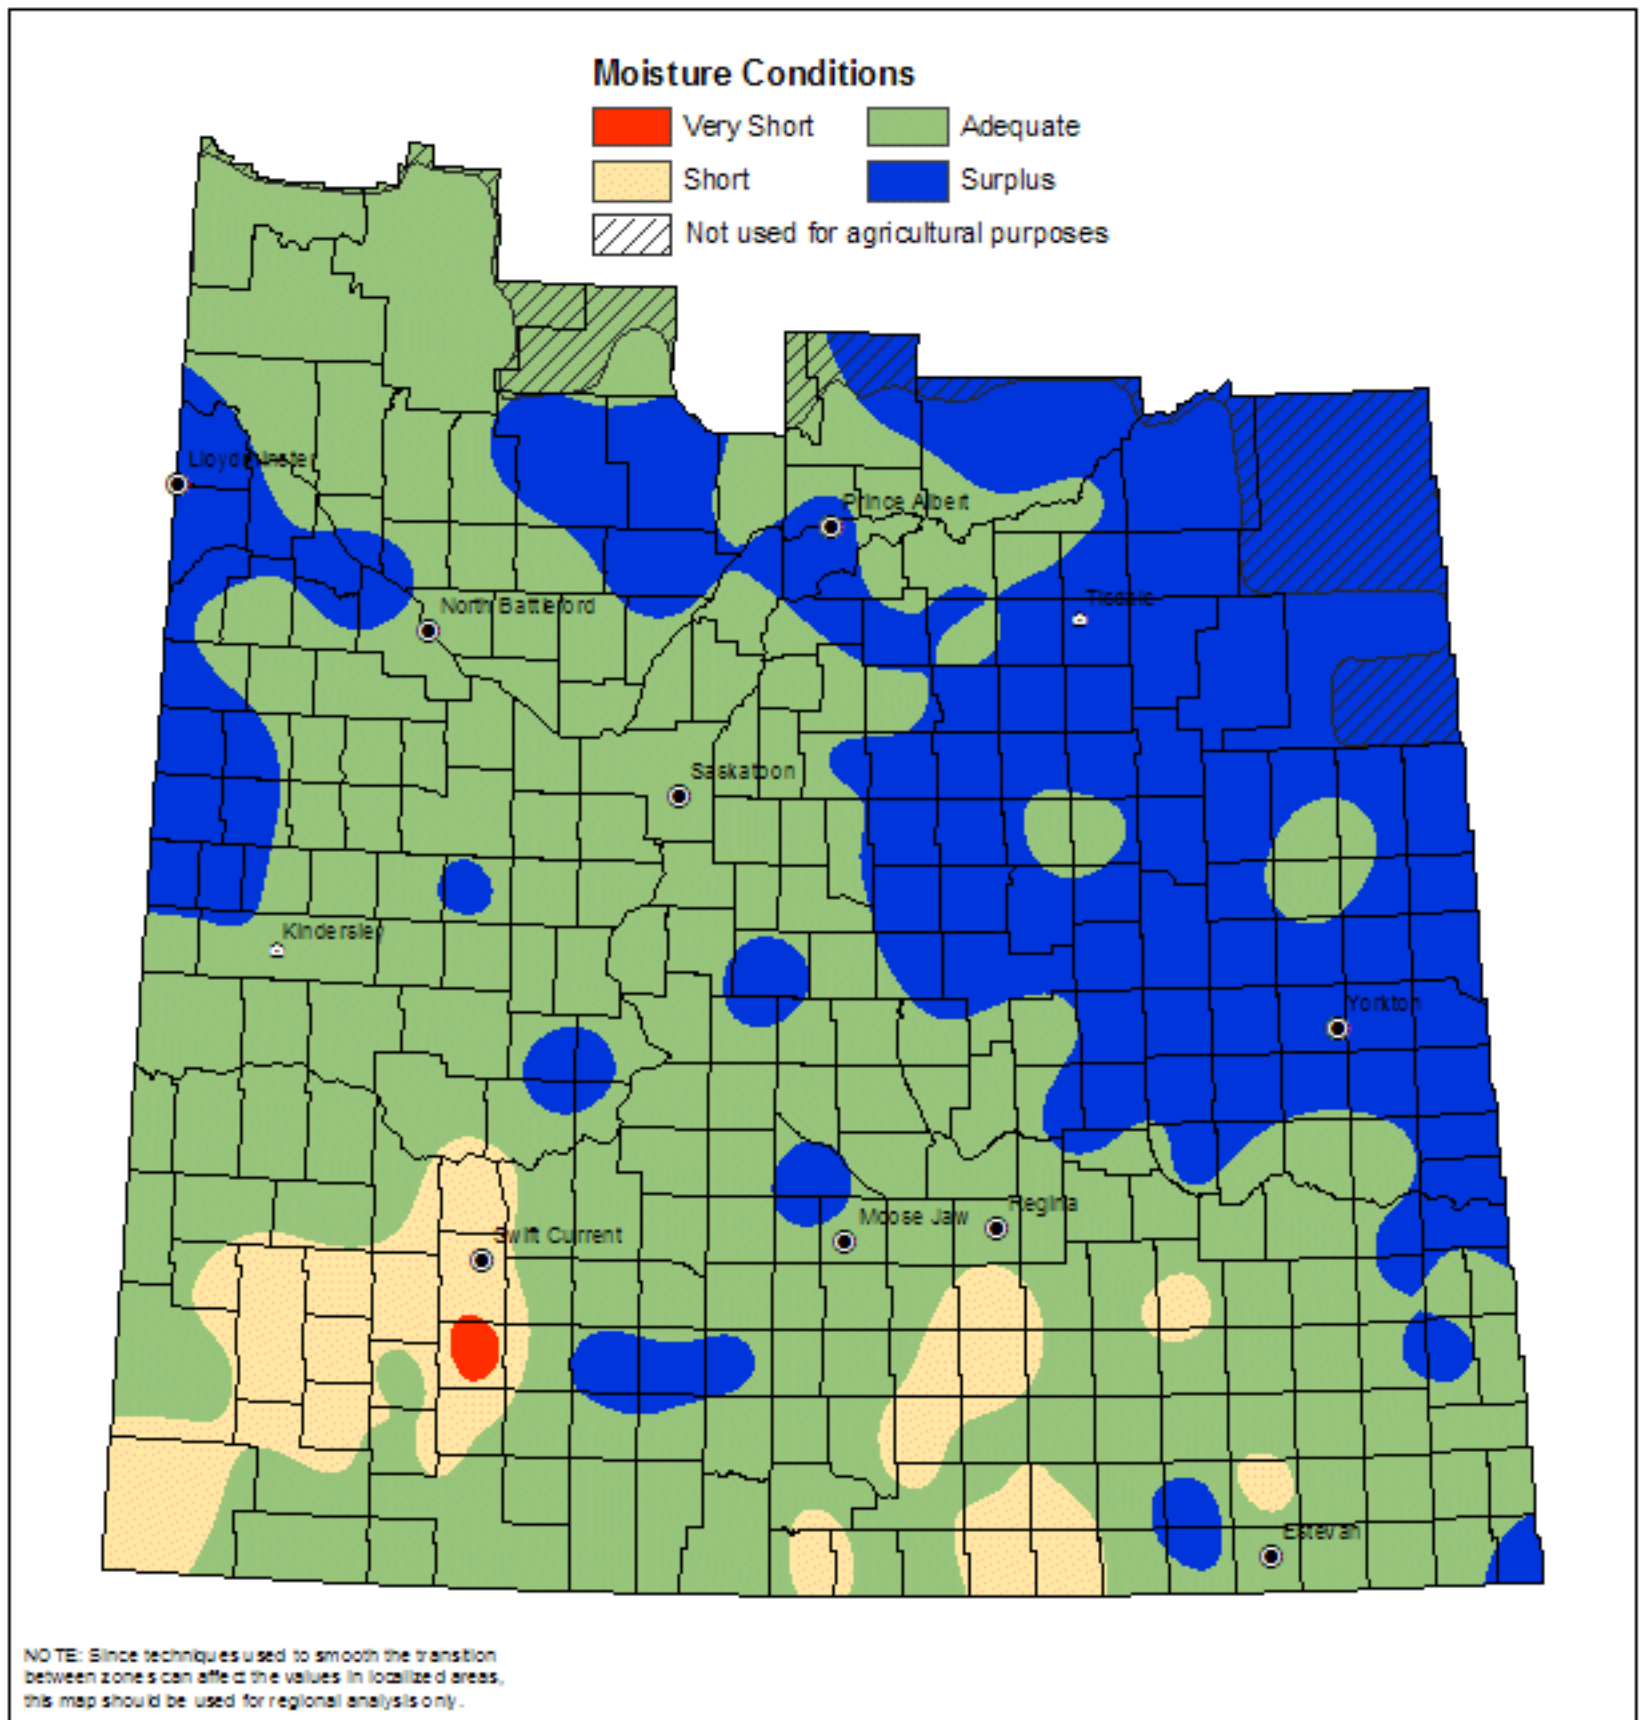 Moisture Conditions
Very Short
Adequate
Short
Surplus
Not used for agricultural purposes
Lloydminster
Prince Albert
North Battleford
Tisdale
Saskatoon
Kindersley
Yorkton
Regina
Moose Jaw
Swift Current
Estevan
NOTE: Since techniques used to smooth the transition
between zones can affect the values in localized areas,
this map should be used for regional analysis only.